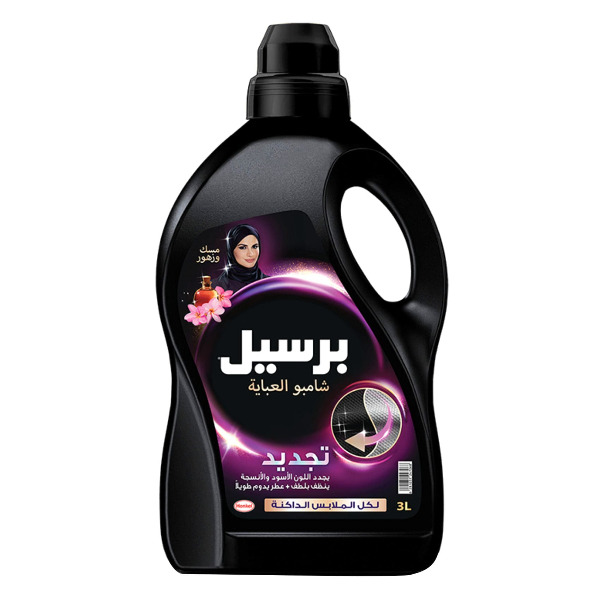 مسك
وزهور
برسيل
شامبو العباية
تجديد
يجدد اللون الأسود والأنسجة
ينظف بلطف + عطر يدوم طويلاً
لكل الملابس الداكنة
3L
Henkel